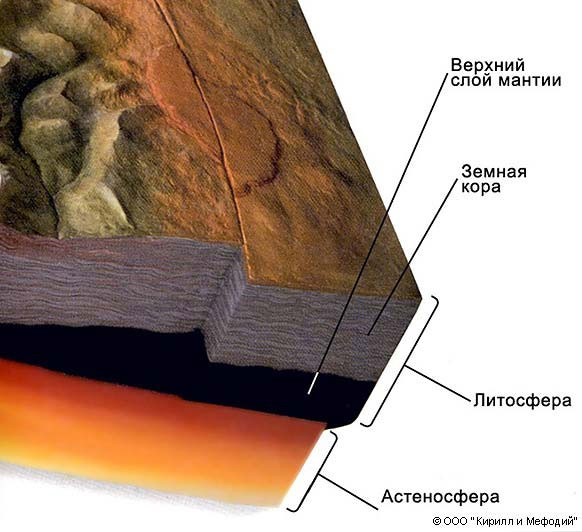 Верхний
слой мантии
Земная
кора
Литосфера
Астеносфера
© ООО "Кирилл и Мефодий"